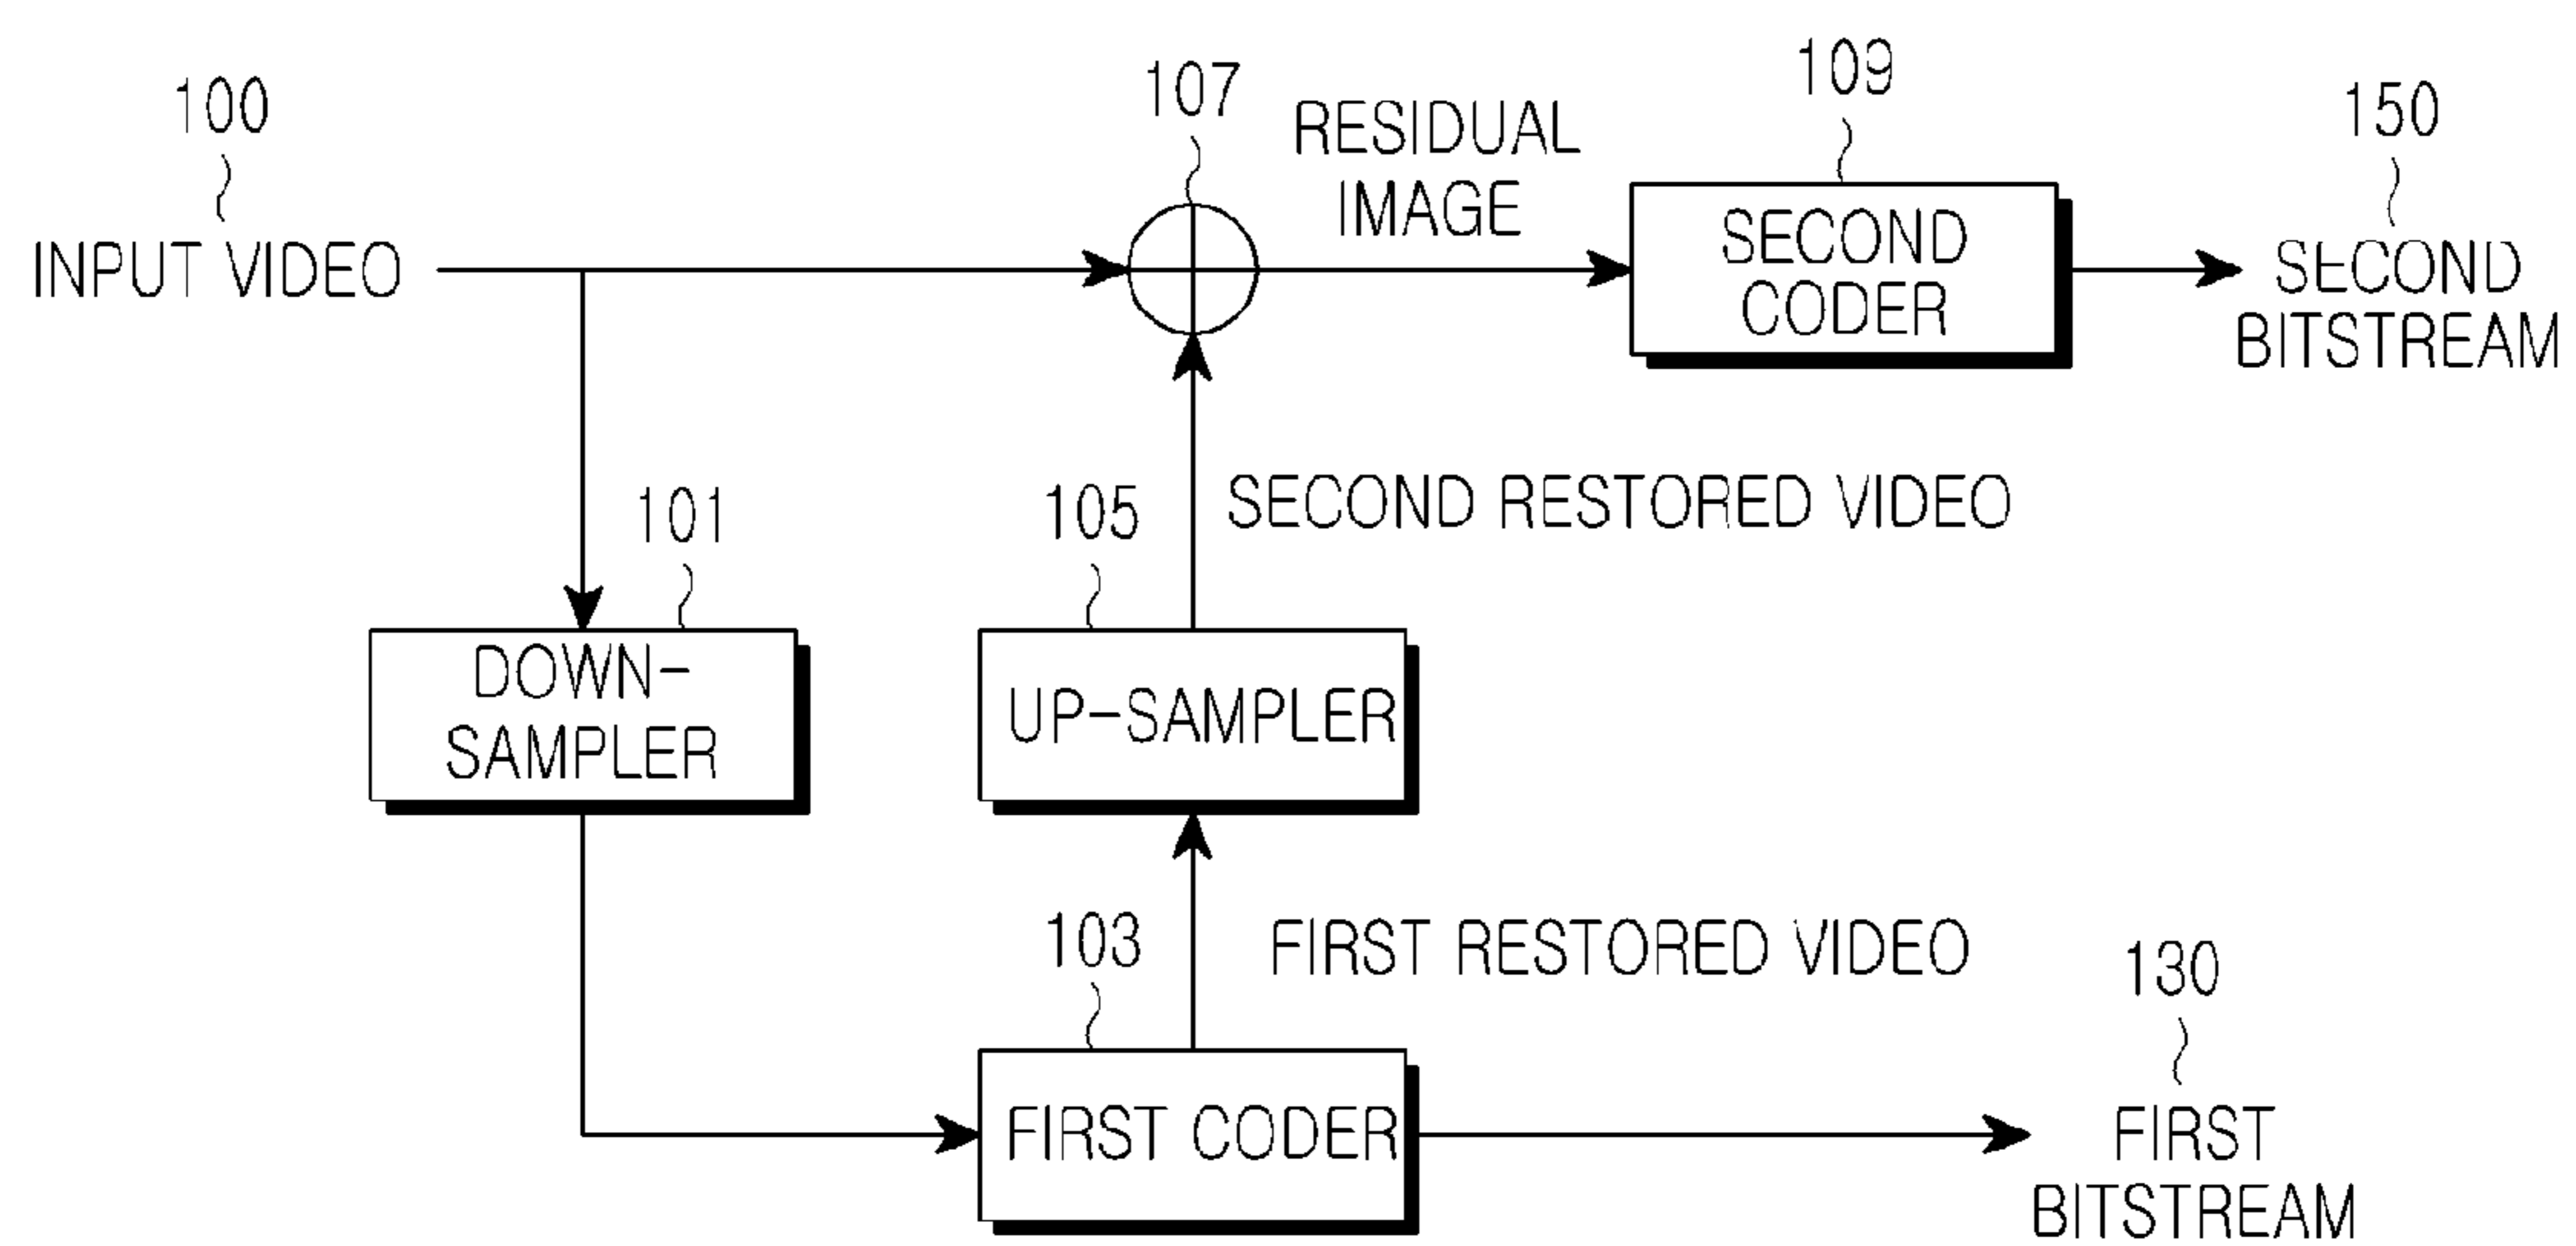 100
INPUT VIDEO
107
RESIDUAL
IMAGE
109
SECOND
CODER
150
SECOND
BITSTREAM
101
DOWN-
SAMPLER
105
UP-SAMPLER
SECOND RESTORED VIDEO
103
FIRST CODER
FIRST RESTORED VIDEO
130
FIRST
BITSTREAM